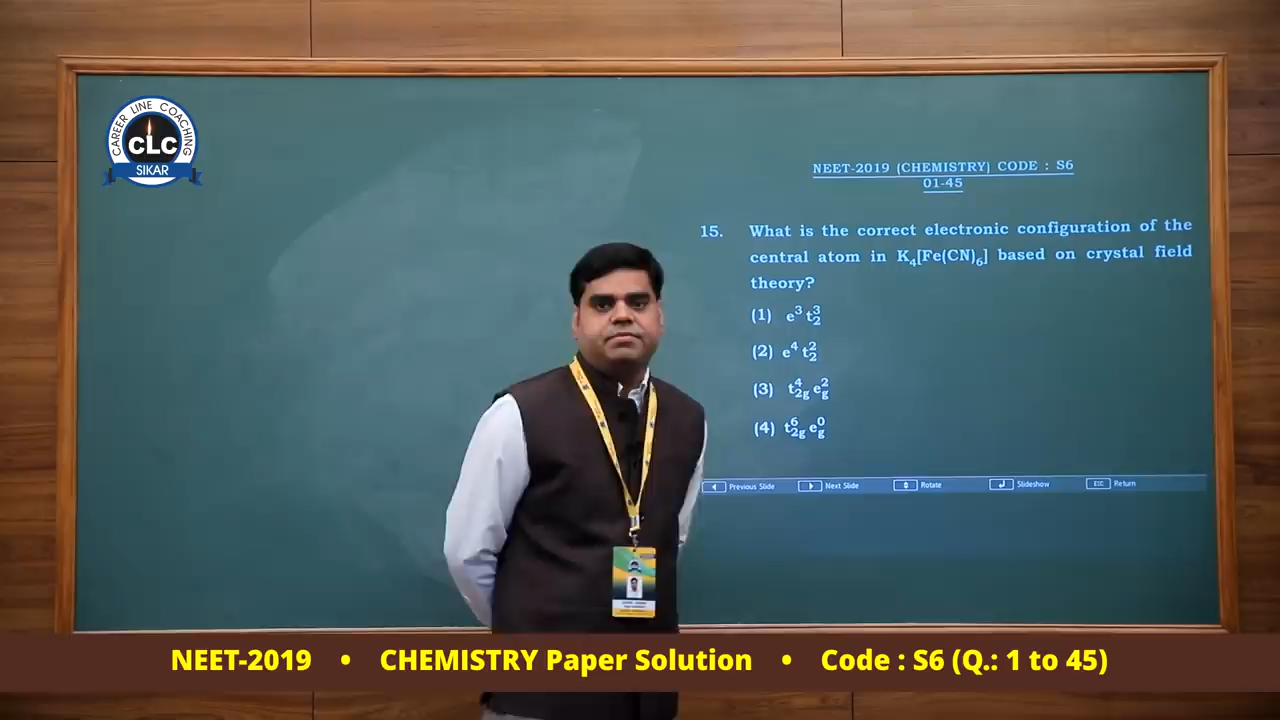 CAREER LINE COACHING
CLC
SIKAR
NEET-2019 (CHEMISTRY) CODE : S6
01-45
15. What is the correct electronic configuration of the
central atom in K₄[Fe(CN)₆] based on crystal field
theory?
(1) e³ t₂³
(2) e⁴ t₂²
(3) t₂g⁴ eg²
(4) t₂g⁶ eg⁰
Previous Slide Next Slide Rotate Slideshow ESC Return
NEET-2019 • CHEMISTRY Paper Solution • Code : S6 (Q.: 1 to 45)